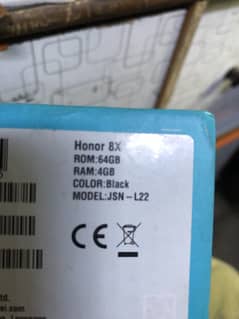 Honor 8X
ROM:64GB
RAM:4GB
COLOR:Black
MODEL:JSN-L22
CE